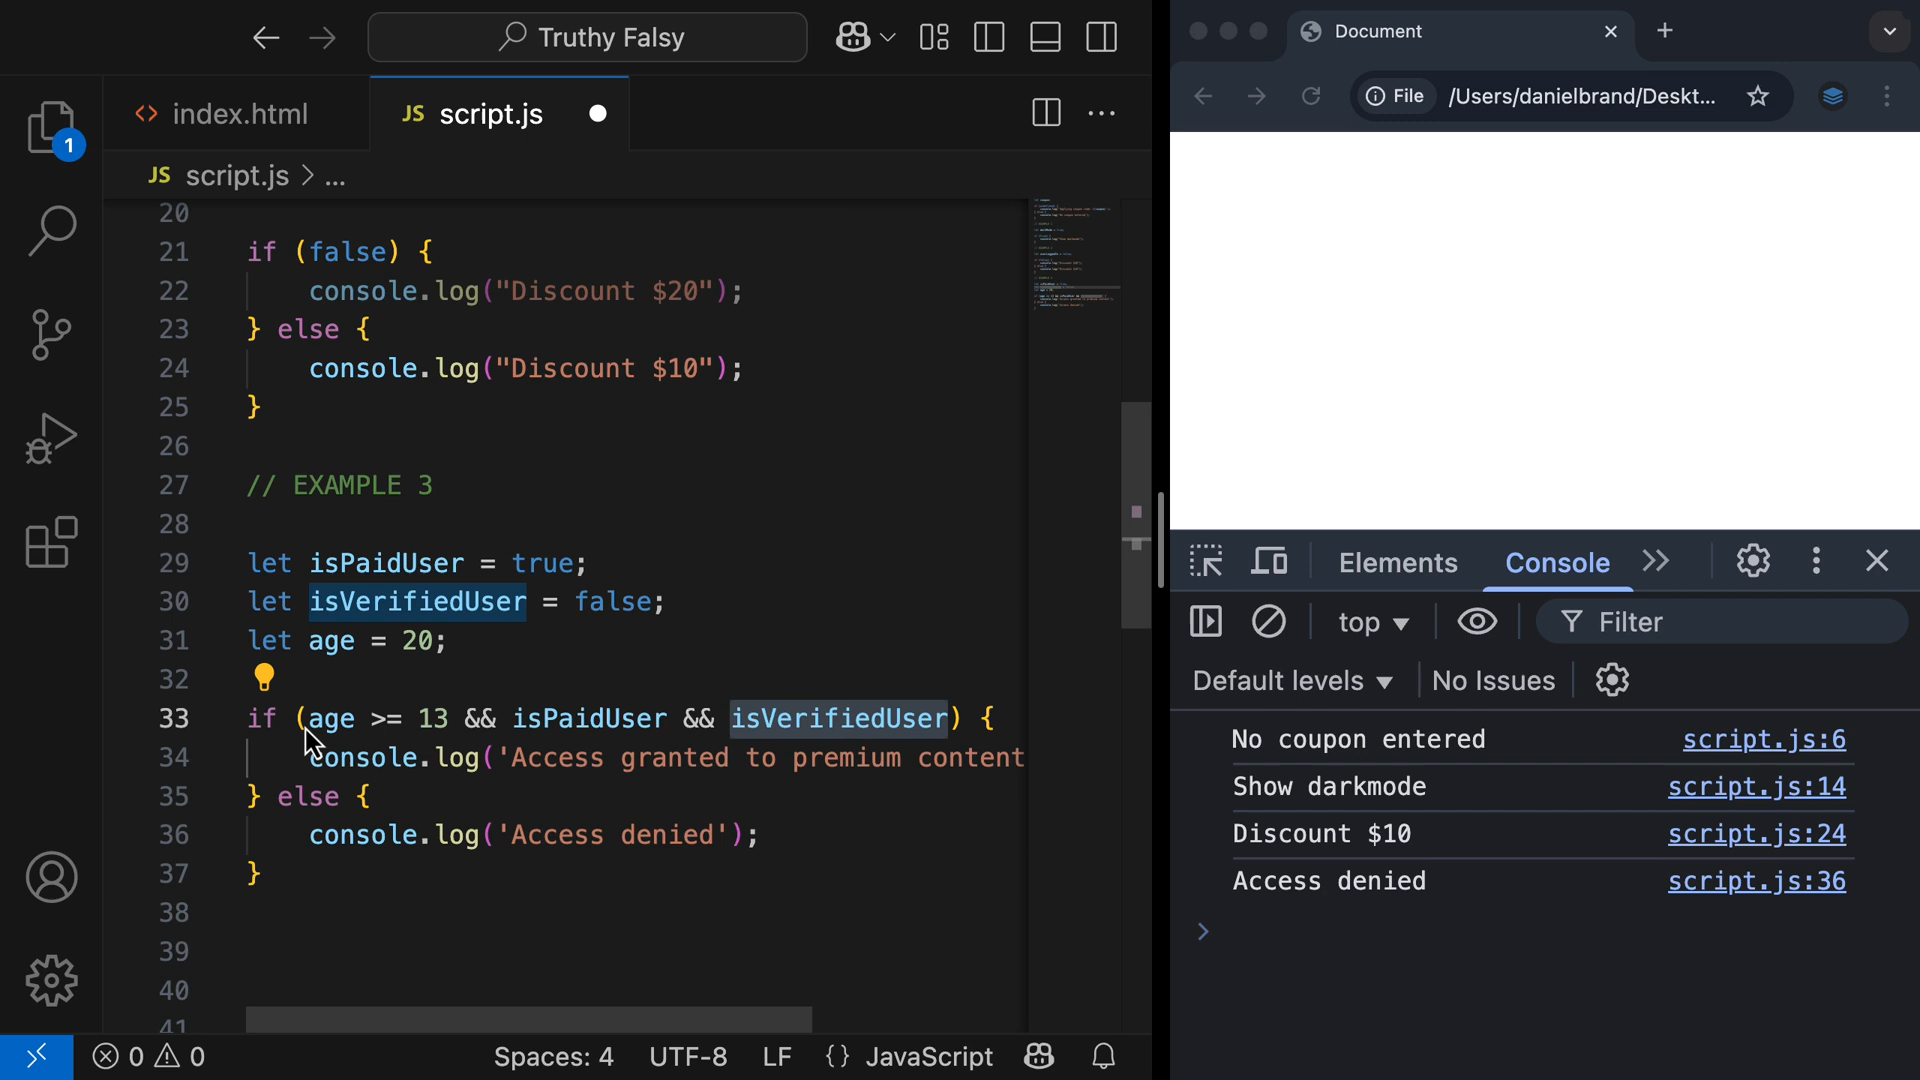 Truthy Falsy
index.html
JS script.js
JS script.js > ...
1
20
21 if (false) {
22 console.log("Discount $20");
23 } else {
24 console.log("Discount $10");
25 }
26
27 // EXAMPLE 3
28
29 let isPaidUser = true;
30 let isVerifiedUser = false;
31 let age = 20;
32
33 if (age >= 13 && isPaidUser && isVerifiedUser) {
34 console.log('Access granted to premium content
35 } else {
36 console.log('Access denied');
37 }
38
39
40
41
0 0 Spaces: 4 UTF-8 LF {} JavaScript
Document
File /Users/danielbrand/Deskt...
Elements Console
top Filter
Default levels No Issues
No coupon entered script.js:6
Show darkmode script.js:14
Discount $10 script.js:24
Access denied script.js:36